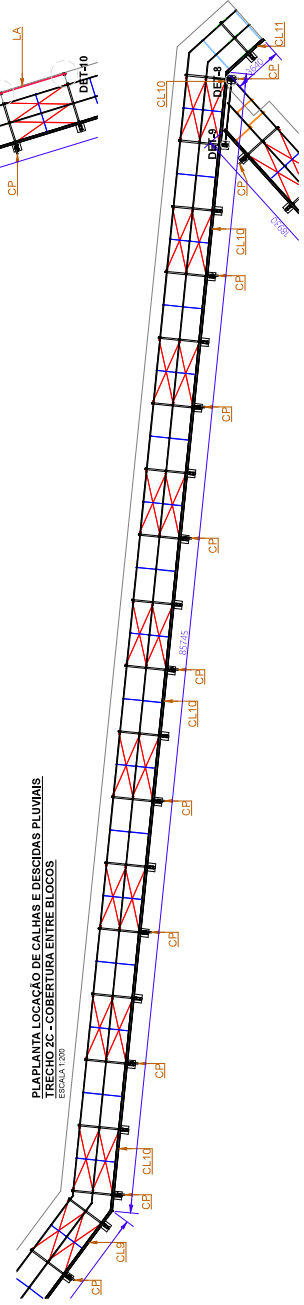 LA
DET-10
CP
CL11
CP
3640
DET-8
CL10
DET-9
CP
CL10
CP
CP
CP
85745
CP
CL10
CP
CP
CP
CL10
CP
CL9
CP
PLAPLANTA LOCAÇÃO DE CALHAS E DESCIDAS PLUVIAIS
TRECHO 2C - COBERTURA ENTRE BLOCOS
ESCALA 1:200